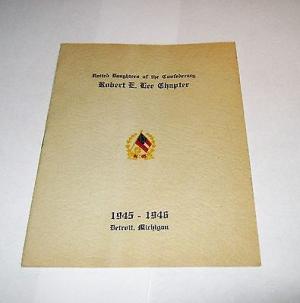 United Daughters of the Confederacy
Robert E. Lee Chapter
1945 - 1946
Detroit, Michigan